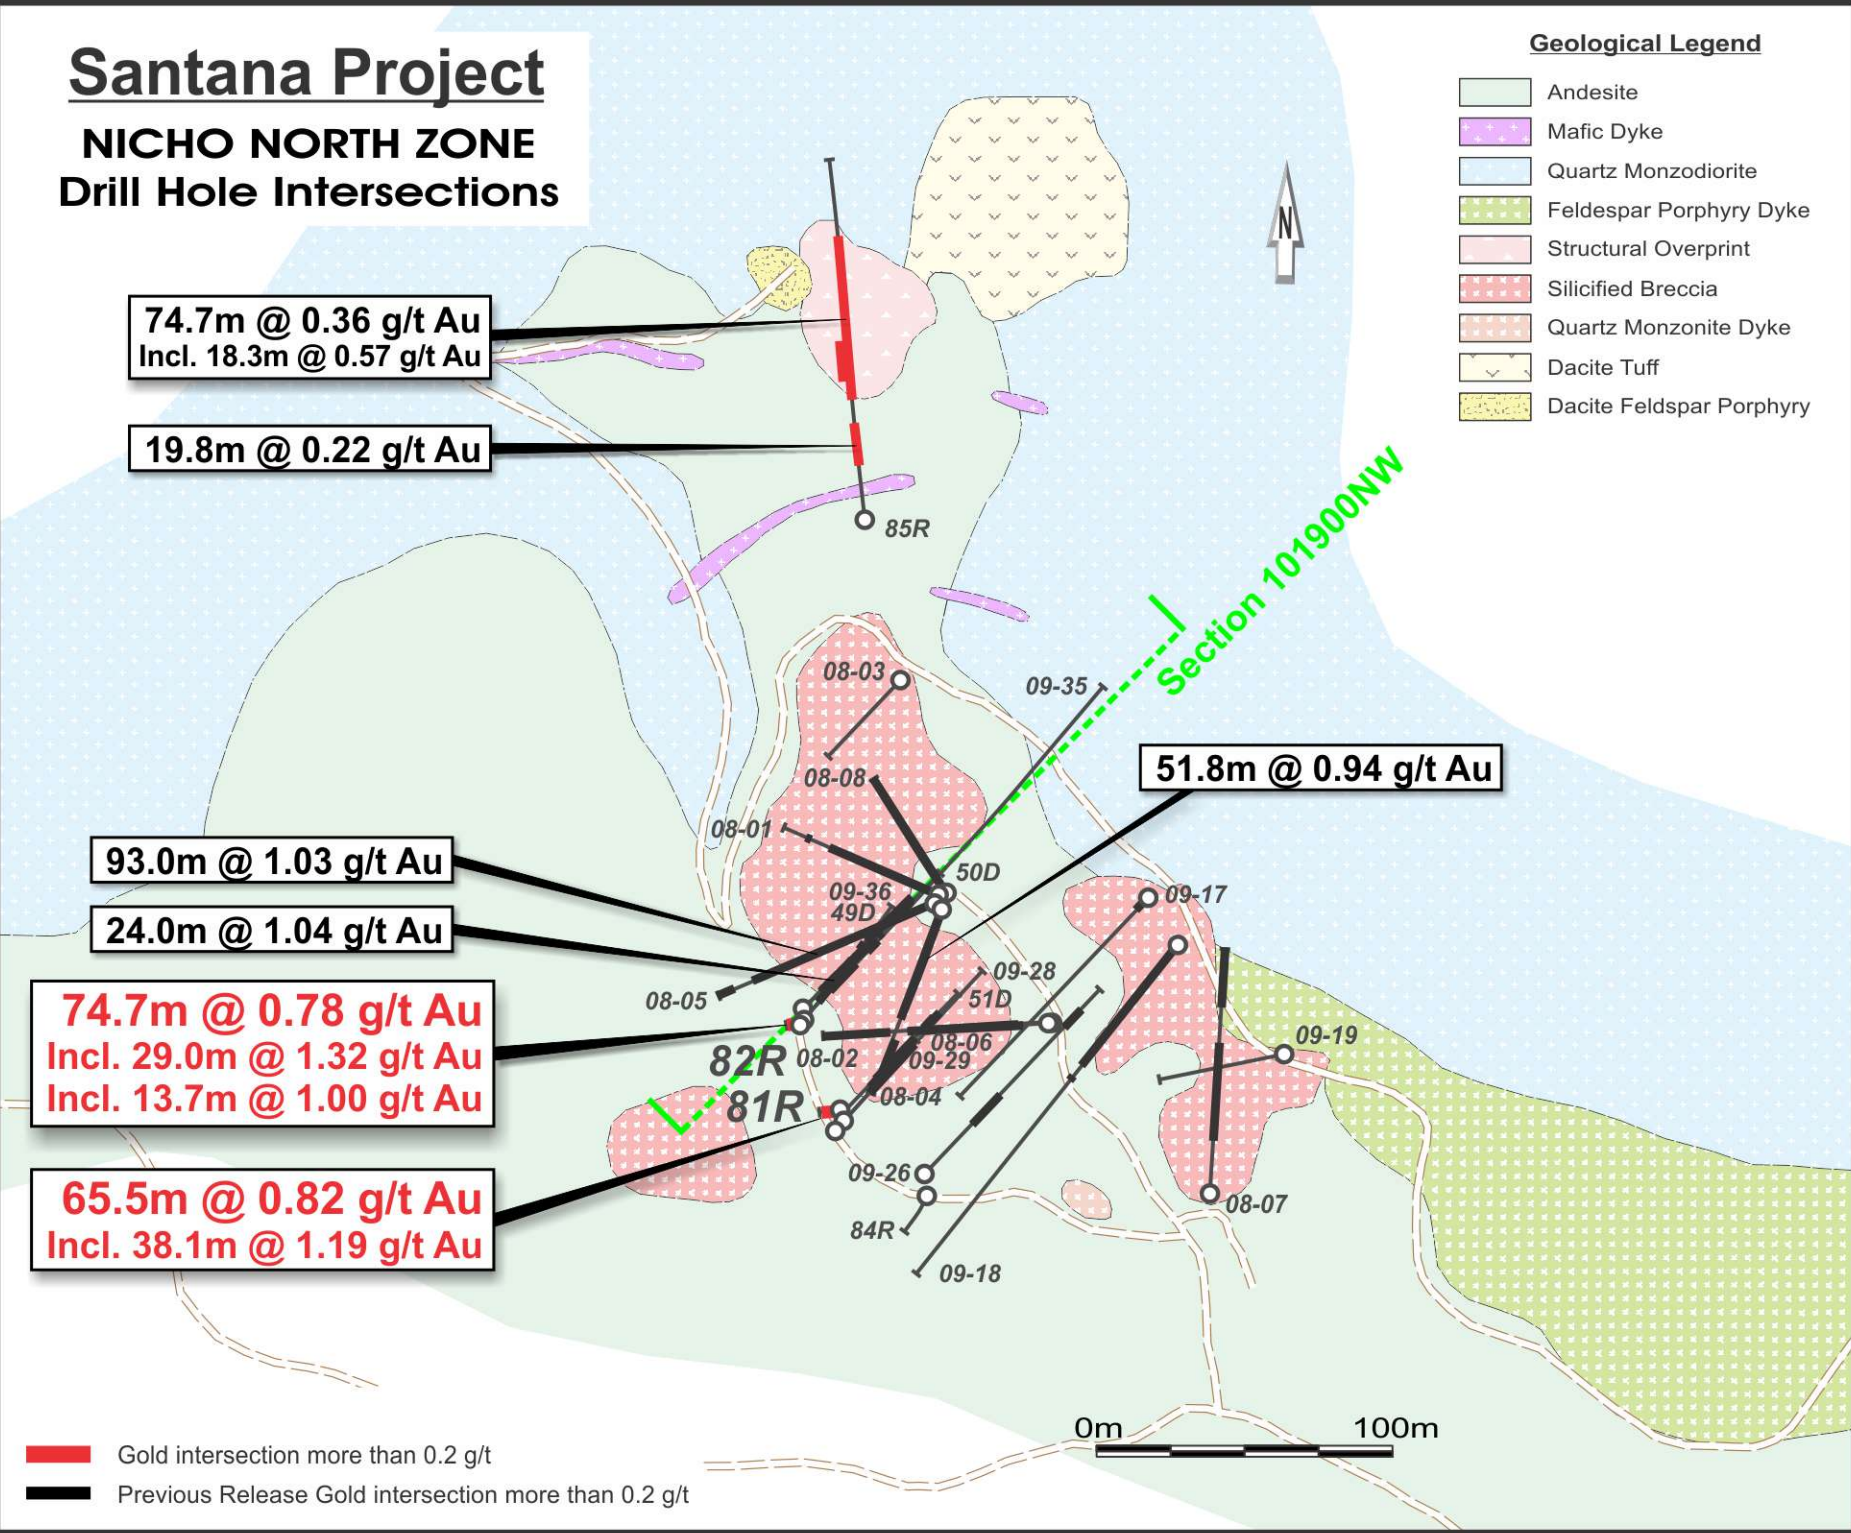 Santana Project
NICHO NORTH ZONE
Drill Hole Intersections
Geological Legend
Andesite
Mafic Dyke
Quartz Monzodiorite
Feldespar Porphyry Dyke
Structural Overprint
Silicified Breccia
Quartz Monzonite Dyke
Dacite Tuff
Dacite Feldspar Porphyry
N
74.7m @ 0.36 g/t Au
Incl. 18.3m @ 0.57 g/t Au
19.8m @ 0.22 g/t Au
85R
Section 101900NW
08-03
09-35
08-08
51.8m @ 0.94 g/t Au
08-01
93.0m @ 1.03 g/t Au
50D
09-36
49D
09-17
24.0m @ 1.04 g/t Au
09-28
51D
08-05
74.7m @ 0.78 g/t Au
Incl. 29.0m @ 1.32 g/t Au
Incl. 13.7m @ 1.00 g/t Au
82R
08-02
08-06
09-29
09-19
81R
08-04
09-26
65.5m @ 0.82 g/t Au
Incl. 38.1m @ 1.19 g/t Au
84R
08-07
09-18
0m
100m
Gold intersection more than 0.2 g/t
Previous Release Gold intersection more than 0.2 g/t